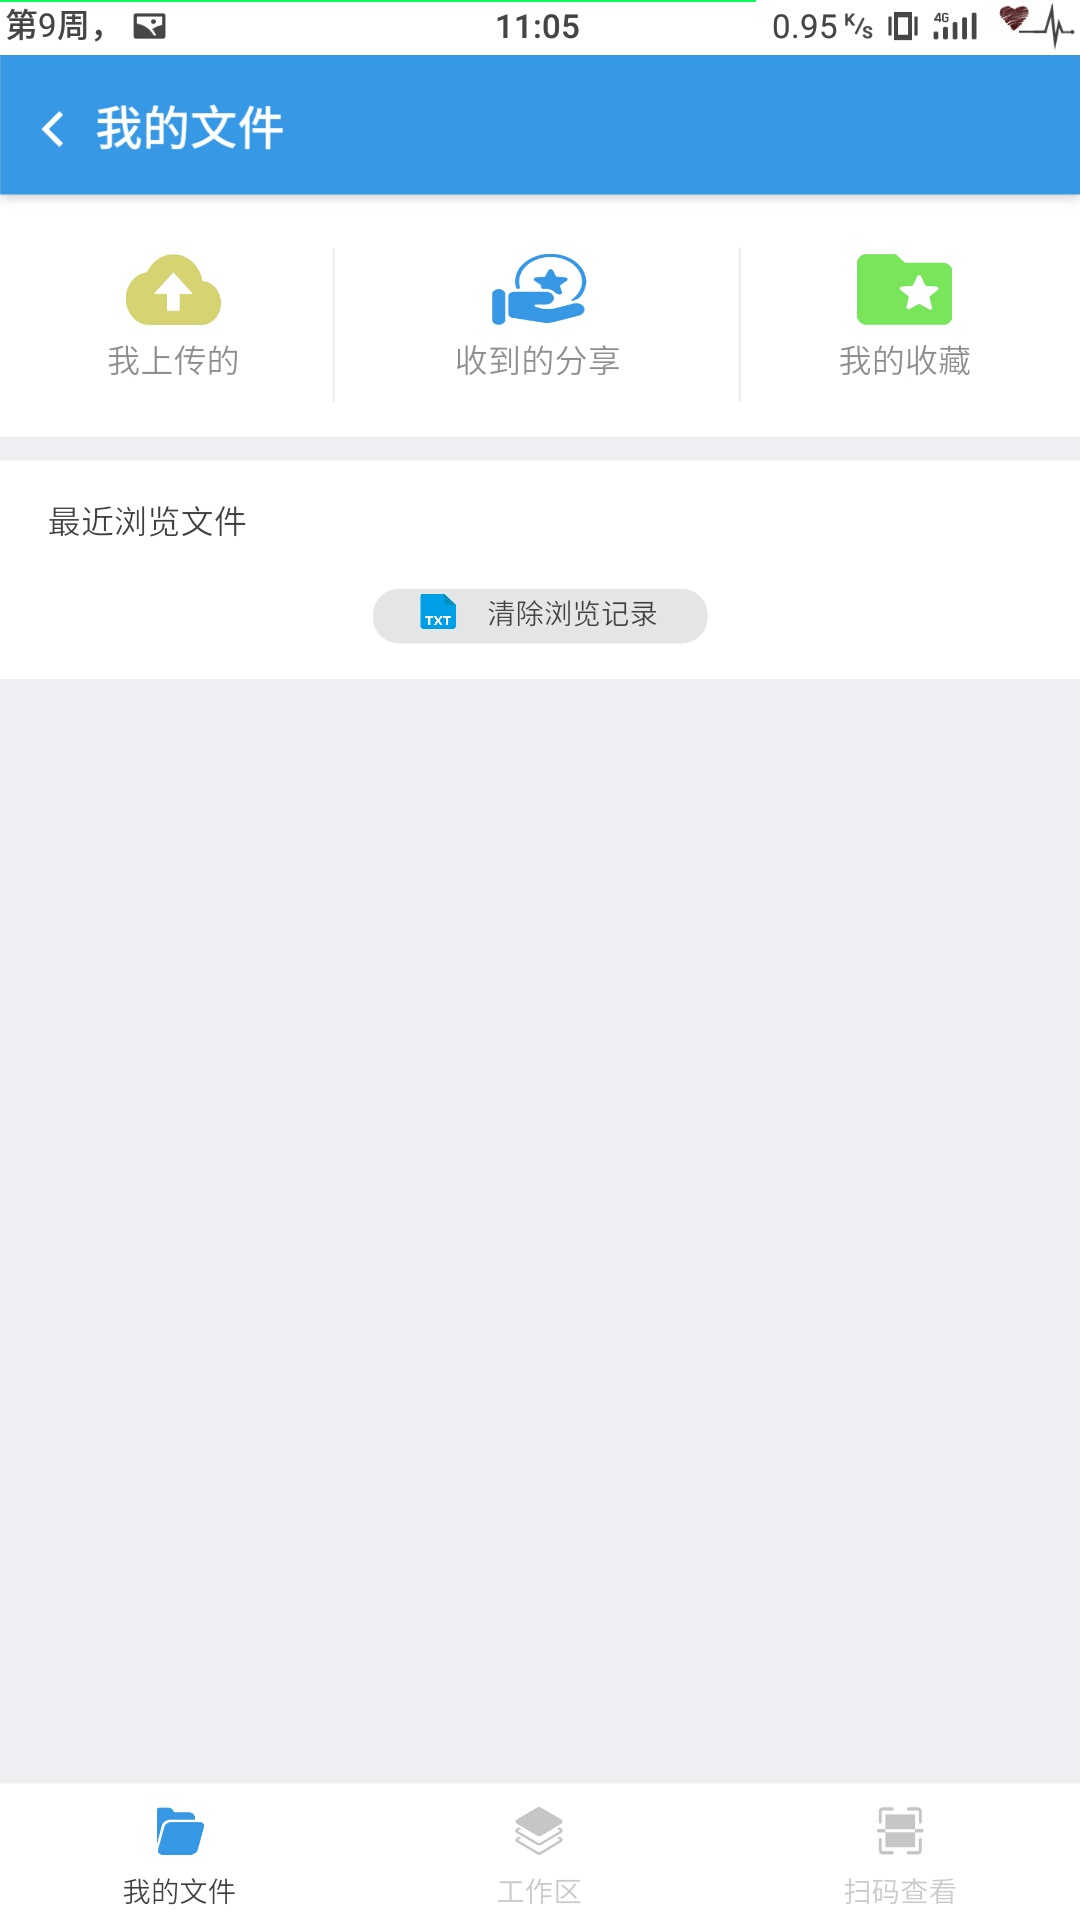 第9周，
11:05
0.95 K/s
4G
我的文件
我上传的
收到的分享
我的收藏
最近浏览文件
TXT
清除浏览记录
我的文件
工作区
扫码查看